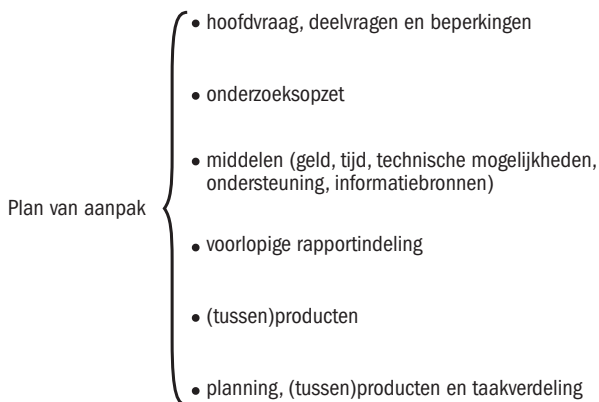 • hoofdvraag, deelvragen en beperkingen
• onderzoeksopzet
• middelen (geld, tijd, technische mogelijkheden,
ondersteuning, informatiebronnen)
Plan van aanpak
• voorlopige rapportindeling
• (tussen)producten
• planning, (tussen)producten en taakverdeling